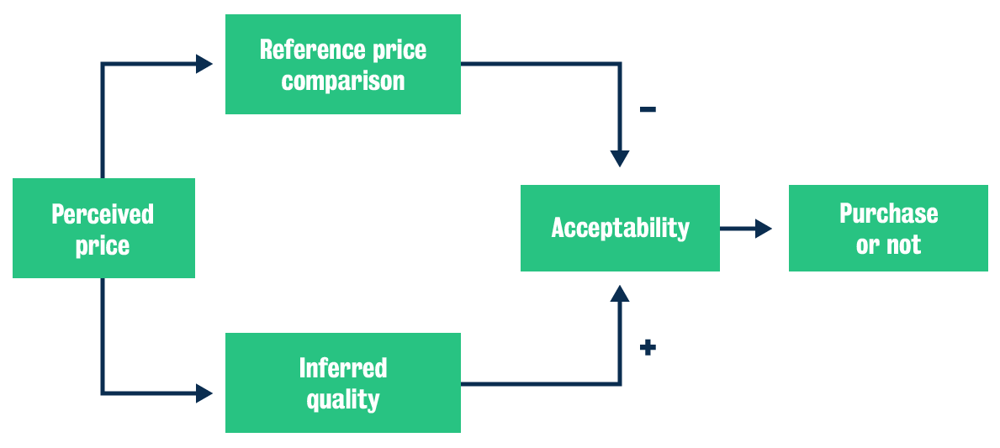 Reference price
comparison
–
Perceived
price
Acceptability
Purchase
or not
+
Inferred
quality